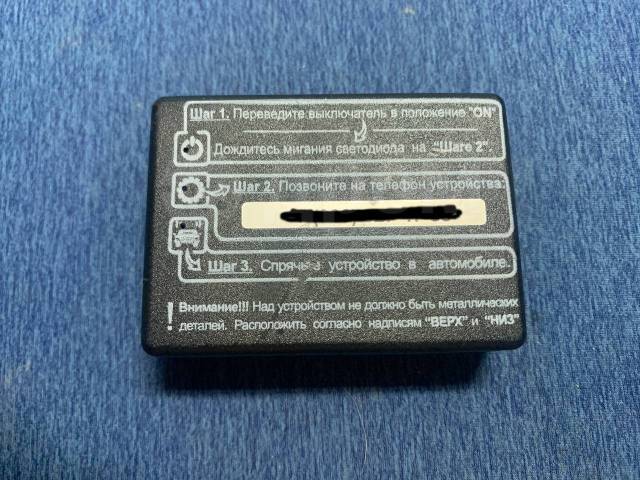 Шаг 1. Переведите выключатель в положение "ON"
Дождитесь мигания светодиода на "Шаге 2".
Шаг 2. Позвоните на телефон устройства:
Шаг 3. Спрячьте устройство в автомобиле.
! Внимание!!! Над устройством не должно быть металлических
деталей. Расположить согласно надписям "ВЕРХ" и "НИЗ"